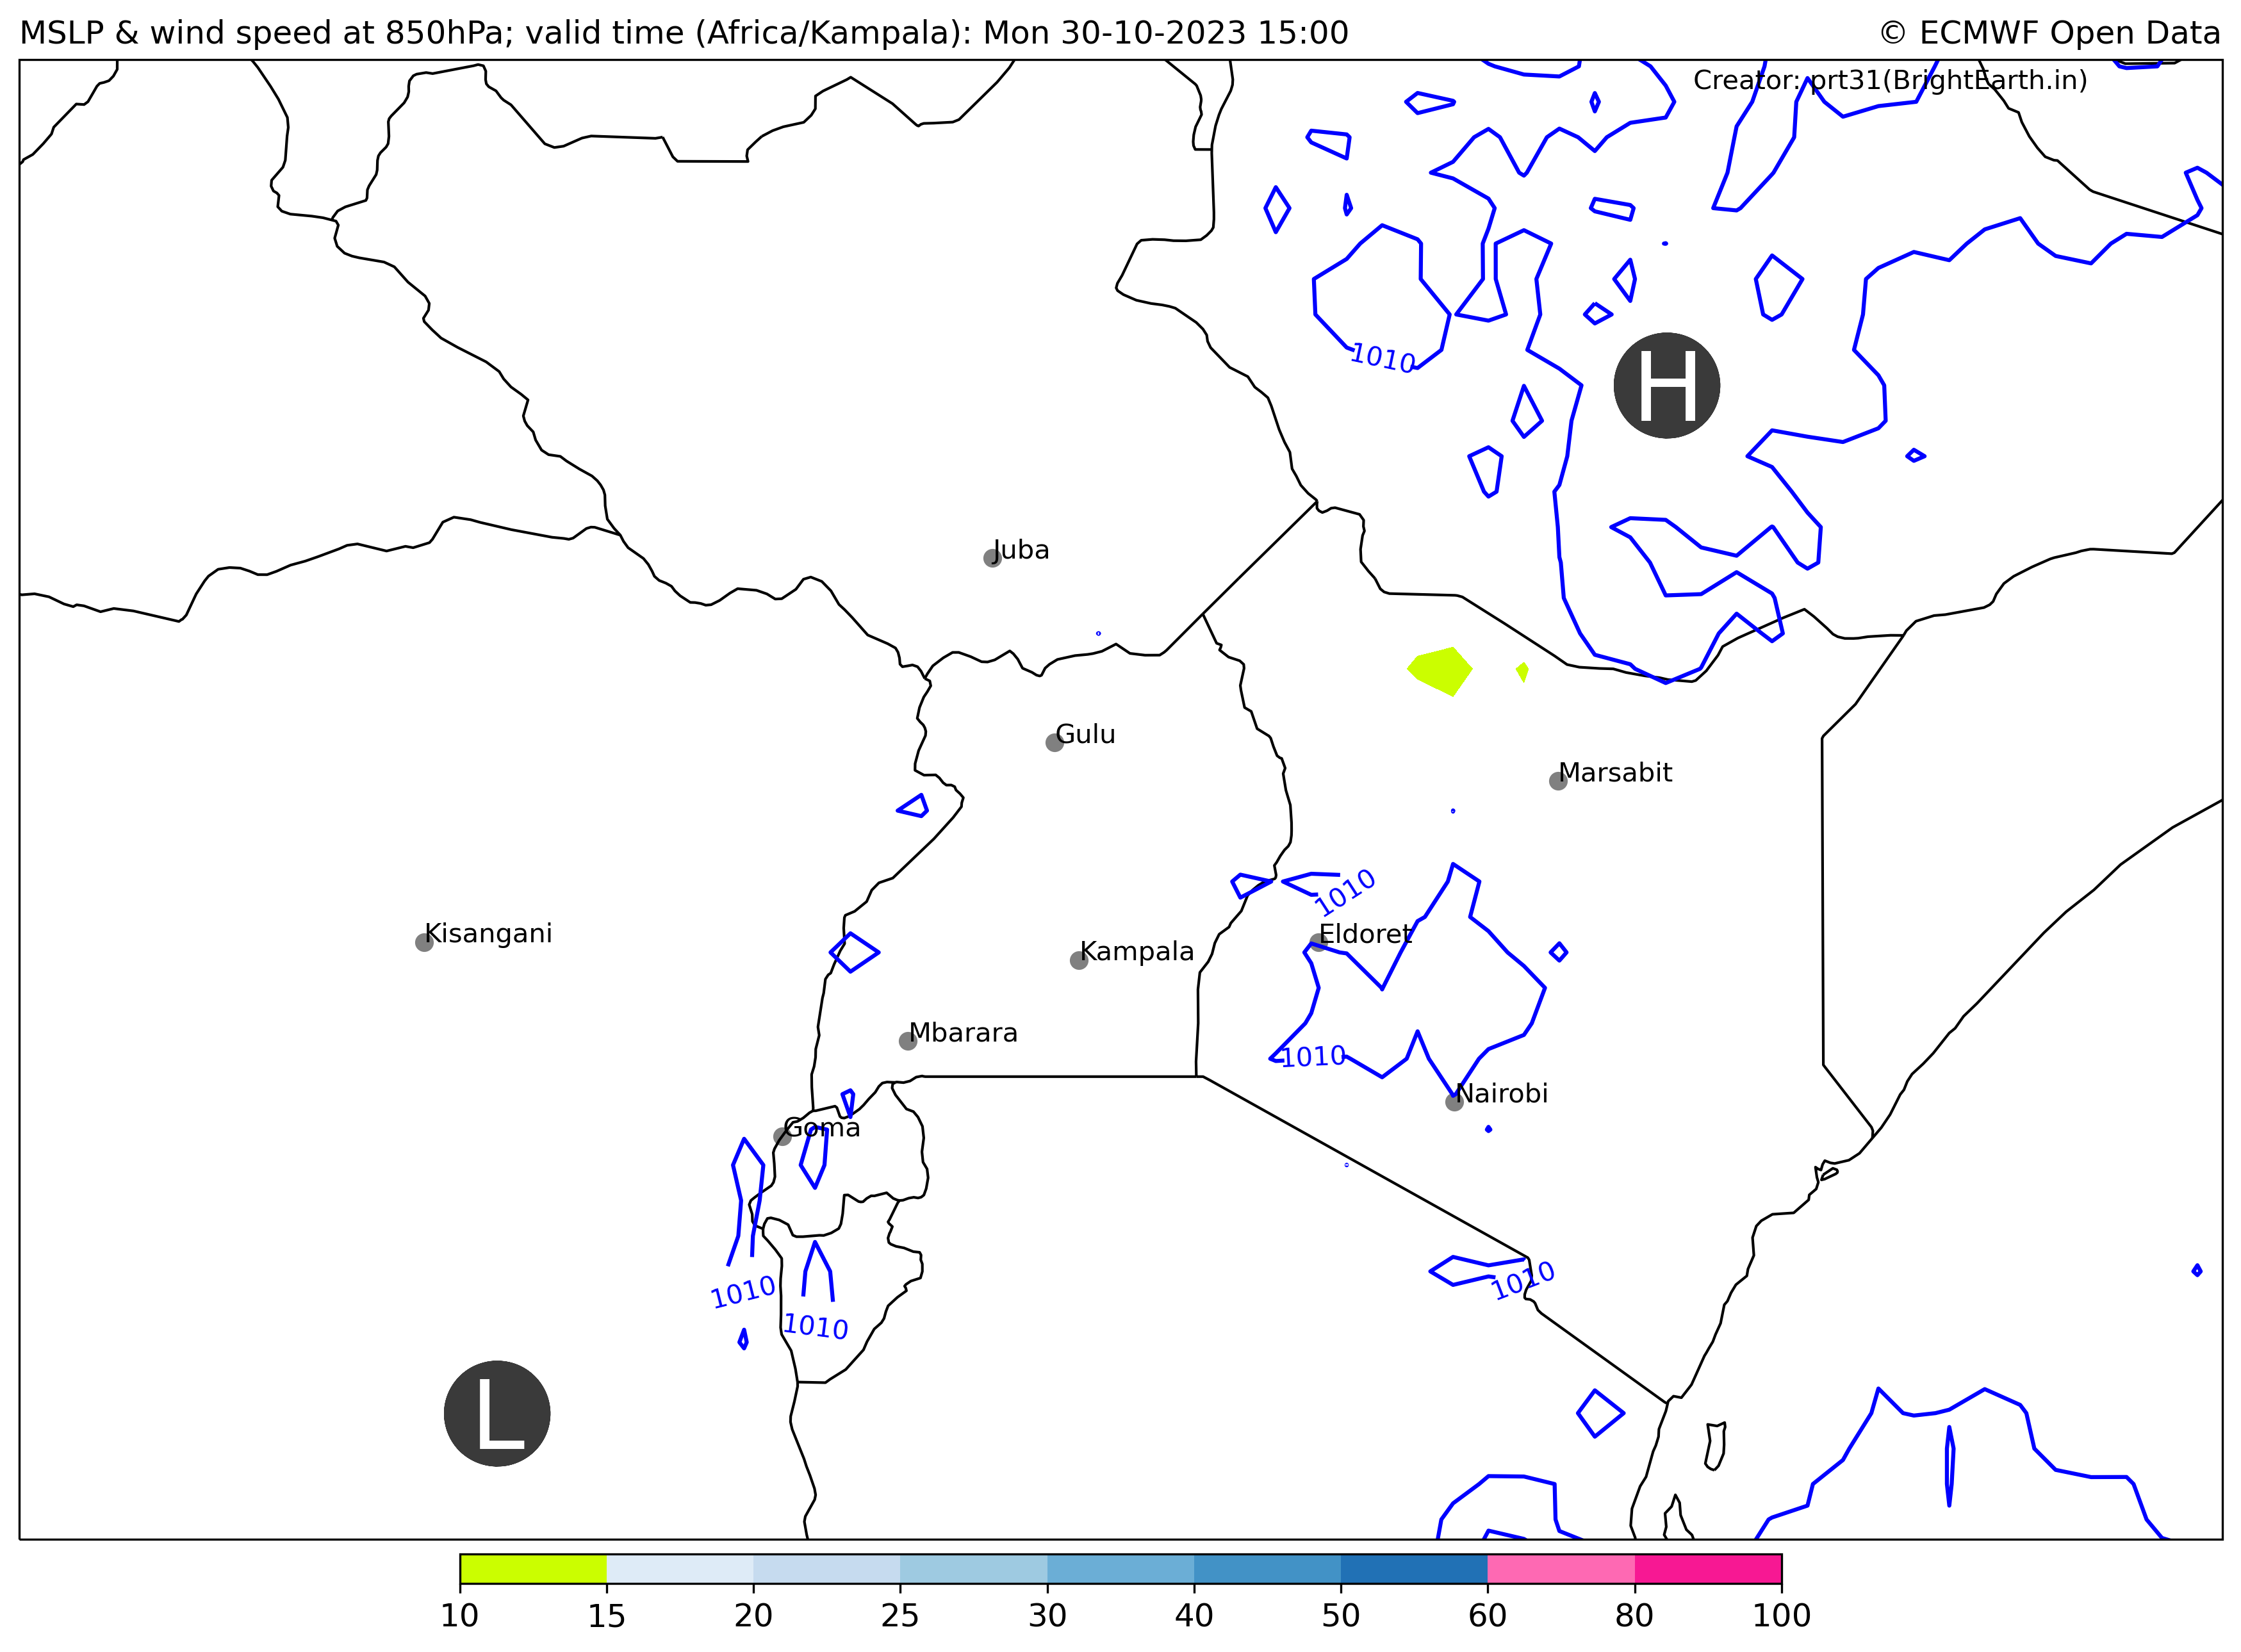 MSLP & wind speed at 850hPa; valid time (Africa/Kampala): Mon 30-10-2023 15:00
© ECMWF Open Data
Creator: prt31(BrightEarth.in)
1010
H
Juba
Gulu
Marsabit
1010
Kisangani
Eldoret
Kampala
Mbarara
1010
Nairobi
Goma
1010
1010
1010
L
10 15 20 25 30 40 50 60 80 100